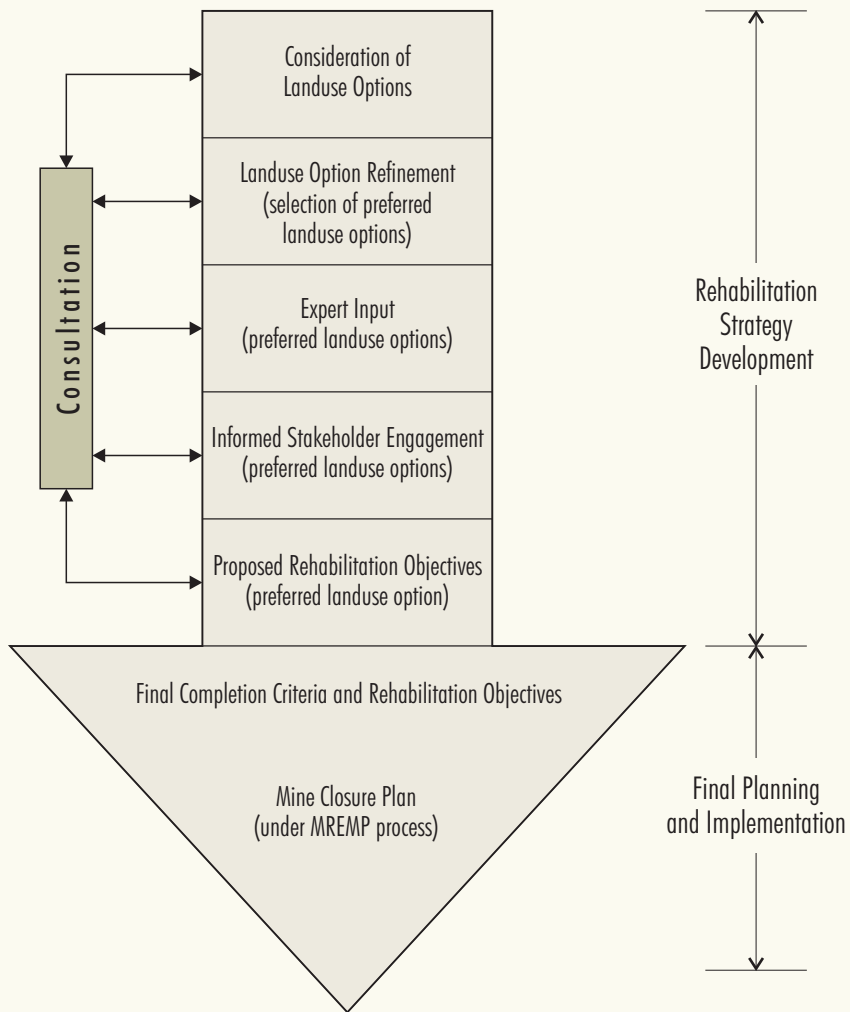 Consideration of
Landuse Options
Landuse Option Refinement
(selection of preferred
landuse options)
Expert Input
(preferred landuse options)
Informed Stakeholder Engagement
(preferred landuse options)
Proposed Rehabilitation Objectives
(preferred landuse option)
Consultation
Rehabilitation
Strategy
Development
Final Completion Criteria and Rehabilitation Objectives
Mine Closure Plan
(under MREMP process)
Final Planning
and Implementation